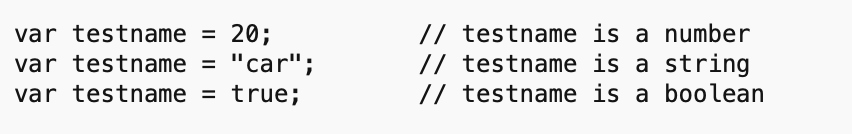 var testname = 20;          // testname is a number
var testname = "car";       // testname is a string
var testname = true;        // testname is a boolean